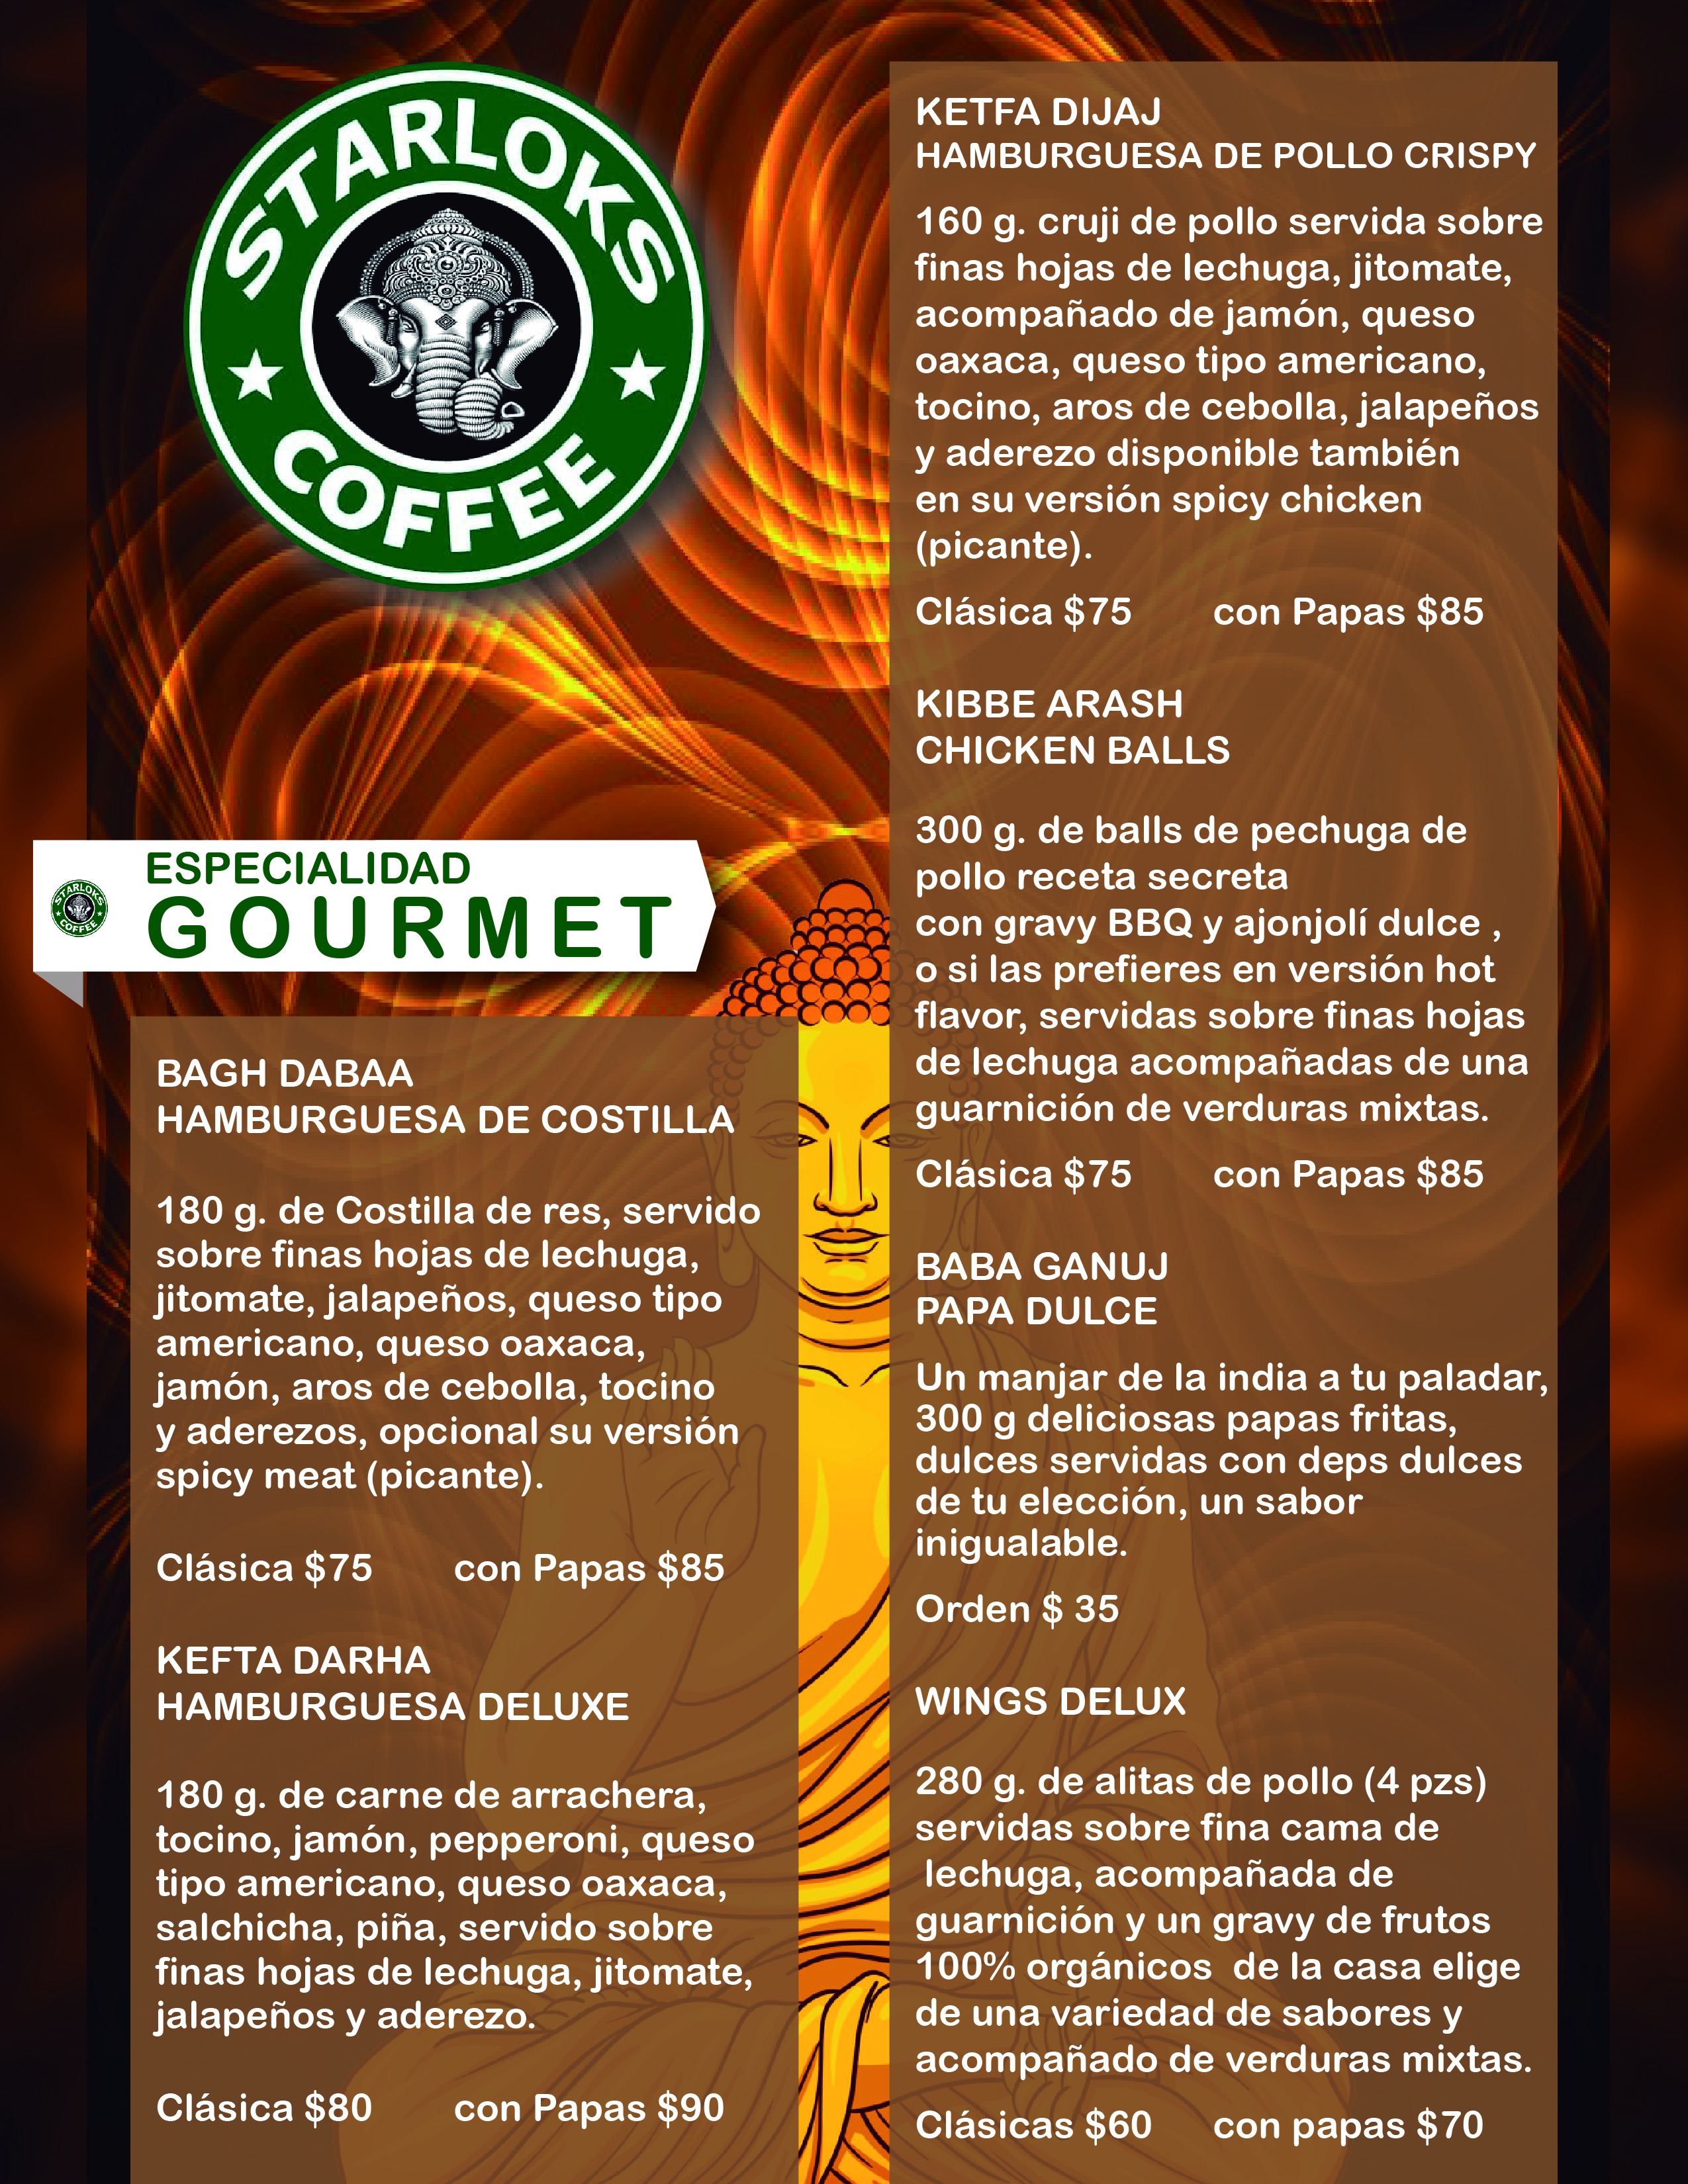 STARLOKS
COFFEE
ESPECIALIDAD
GOURMET
STARLOKS
COFFEE
BAGH DABAA
HAMBURGUESA DE COSTILLA
180 g. de Costilla de res, servido
sobre finas hojas de lechuga,
jitomate, jalapeños, queso tipo
americano, queso oaxaca,
jamón, aros de cebolla, tocino
y aderezos, opcional su versión
spicy meat (picante).
Clásica $75 con Papas $85
KEFTA DARHA
HAMBURGUESA DELUXE
180 g. de carne de arrachera,
tocino, jamón, pepperoni, queso
tipo americano, queso oaxaca,
salchicha, piña, servido sobre
finas hojas de lechuga, jitomate,
jalapeños y aderezo.
Clásica $80 con Papas $90
KETFA DIJAJ
HAMBURGUESA DE POLLO CRISPY
160 g. cruji de pollo servida sobre
finas hojas de lechuga, jitomate,
acompañado de jamón, queso
oaxaca, queso tipo americano,
tocino, aros de cebolla, jalapeños
y aderezo disponible también
en su versión spicy chicken
(picante).
Clásica $75 con Papas $85
KIBBE ARASH
CHICKEN BALLS
300 g. de balls de pechuga de
pollo receta secreta
con gravy BBQ y ajonjolí dulce ,
o si las prefieres en versión hot
flavor, servidas sobre finas hojas
de lechuga acompañadas de una
guarnición de verduras mixtas.
Clásica $75 con Papas $85
BABA GANUJ
PAPA DULCE
Un manjar de la india a tu paladar,
300 g deliciosas papas fritas,
dulces servidas con deps dulces
de tu elección, un sabor
inigualable.
Orden $ 35
WINGS DELUX
280 g. de alitas de pollo (4 pzs)
servidas sobre fina cama de
lechuga, acompañada de
guarnición y un gravy de frutos
100% orgánicos de la casa elige
de una variedad de sabores y
acompañado de verduras mixtas.
Clásicas $60 con papas $70